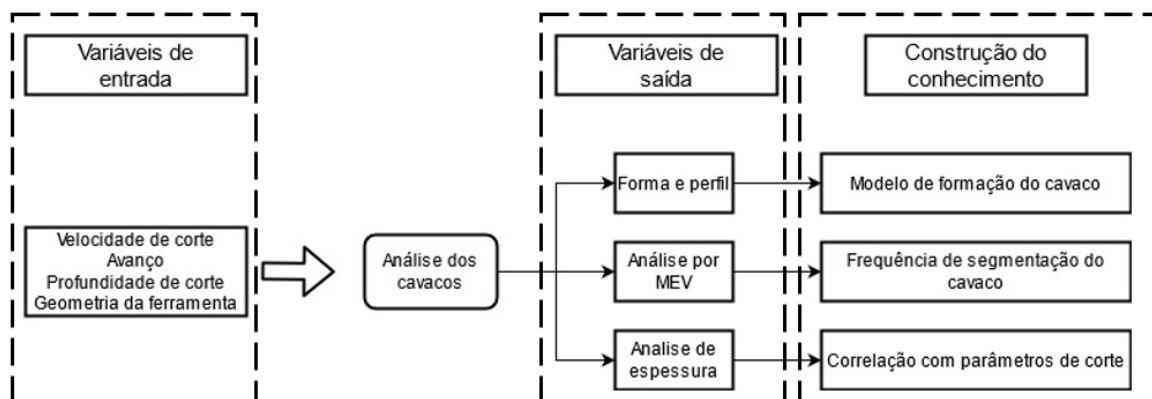 Variáveis de
entrada
Variáveis de
saída
Construção do
conhecimento
Velocidade de corte
Avanço
Profundidade de corte
Geometria da ferramenta
Análise dos
cavacos
Forma e perfil
Modelo de formação do cavaco
Análise por
MEV
Frequência de segmentação do
cavaco
Analise de
espessura
Correlação com parâmetros de corte